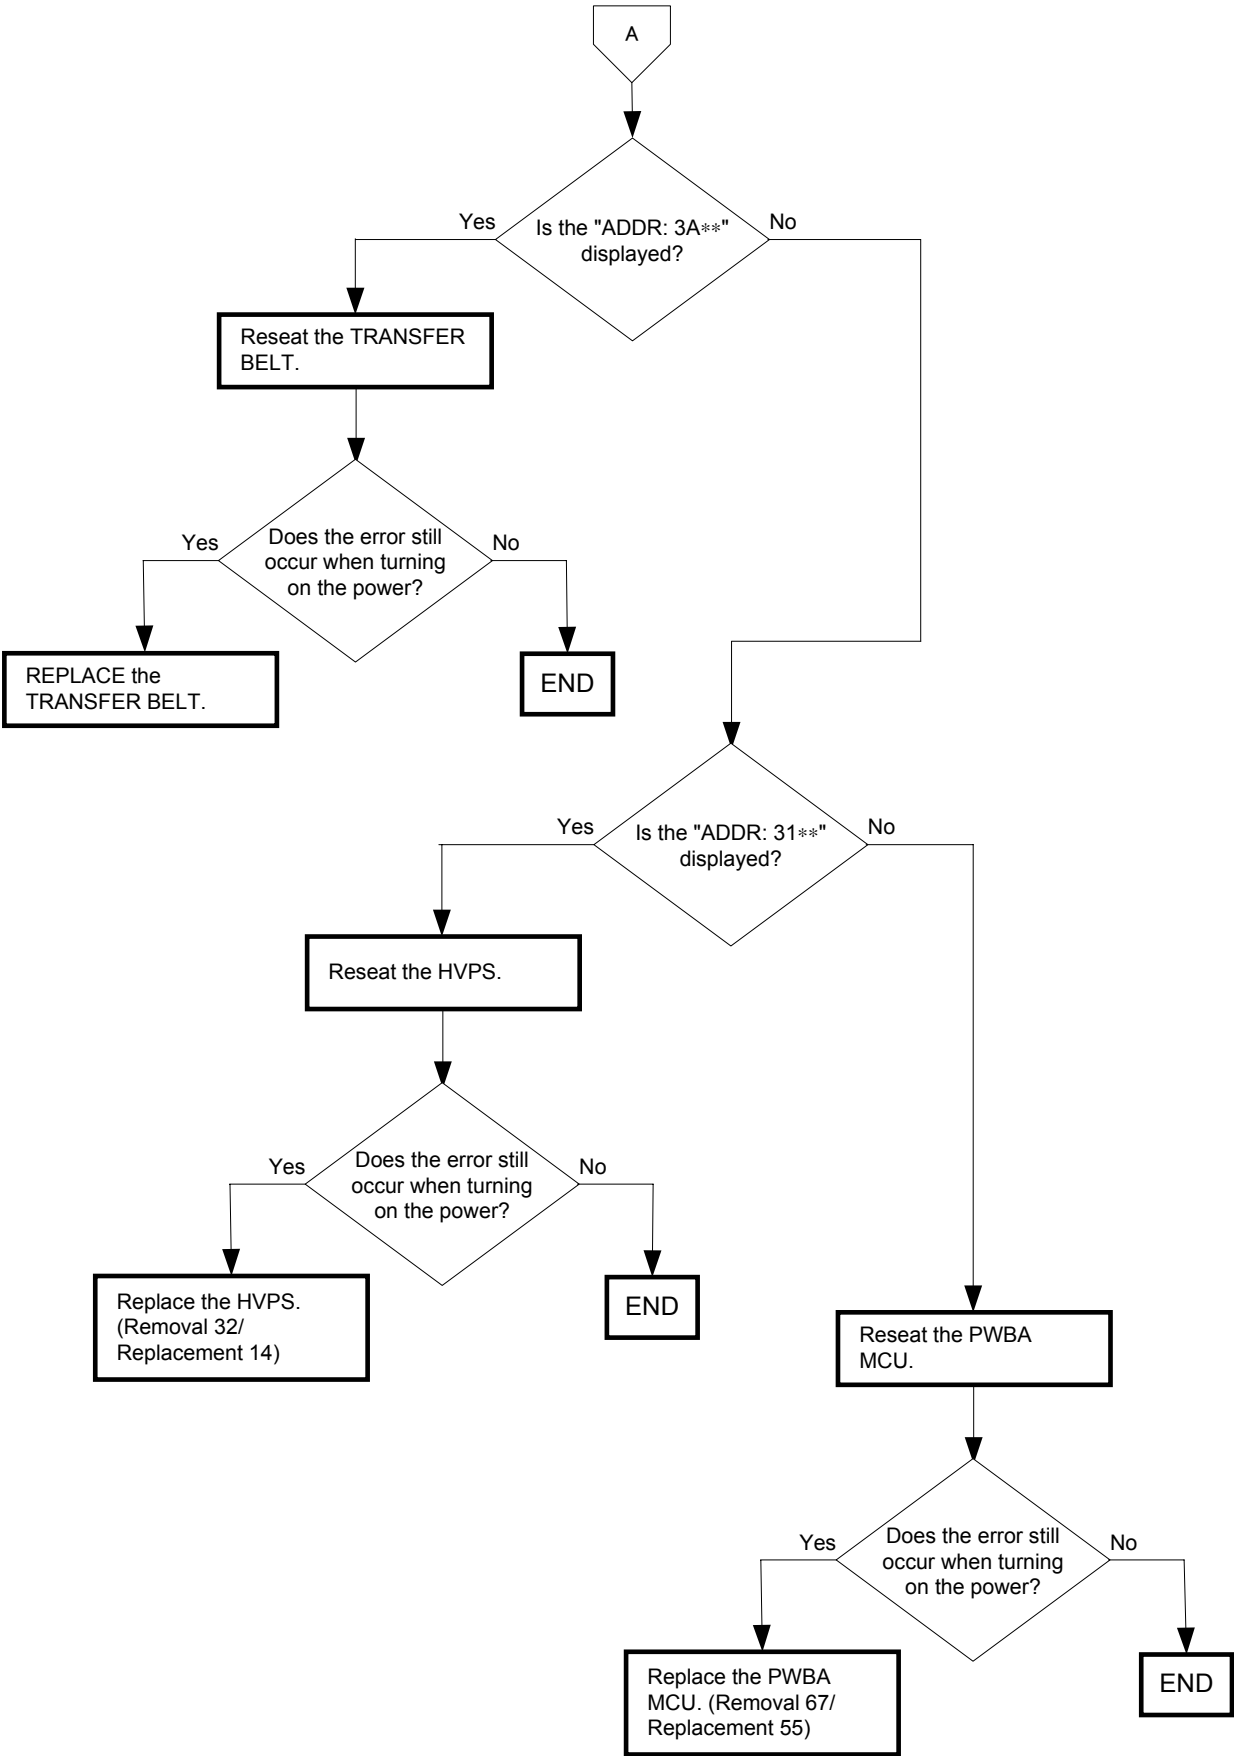 A
Is the "ADDR: 3A**"
displayed?
Yes
No
Reseat the TRANSFER
BELT.
Does the error still
occur when turning
on the power?
Yes
No
REPLACE the
TRANSFER BELT.
END
Is the "ADDR: 31**"
displayed?
Yes
No
Reseat the HVPS.
Does the error still
occur when turning
on the power?
Yes
No
Replace the HVPS.
(Removal 32/
Replacement 14)
END
Reseat the PWBA
MCU.
Does the error still
occur when turning
on the power?
Yes
No
Replace the PWBA
MCU. (Removal 67/
Replacement 55)
END